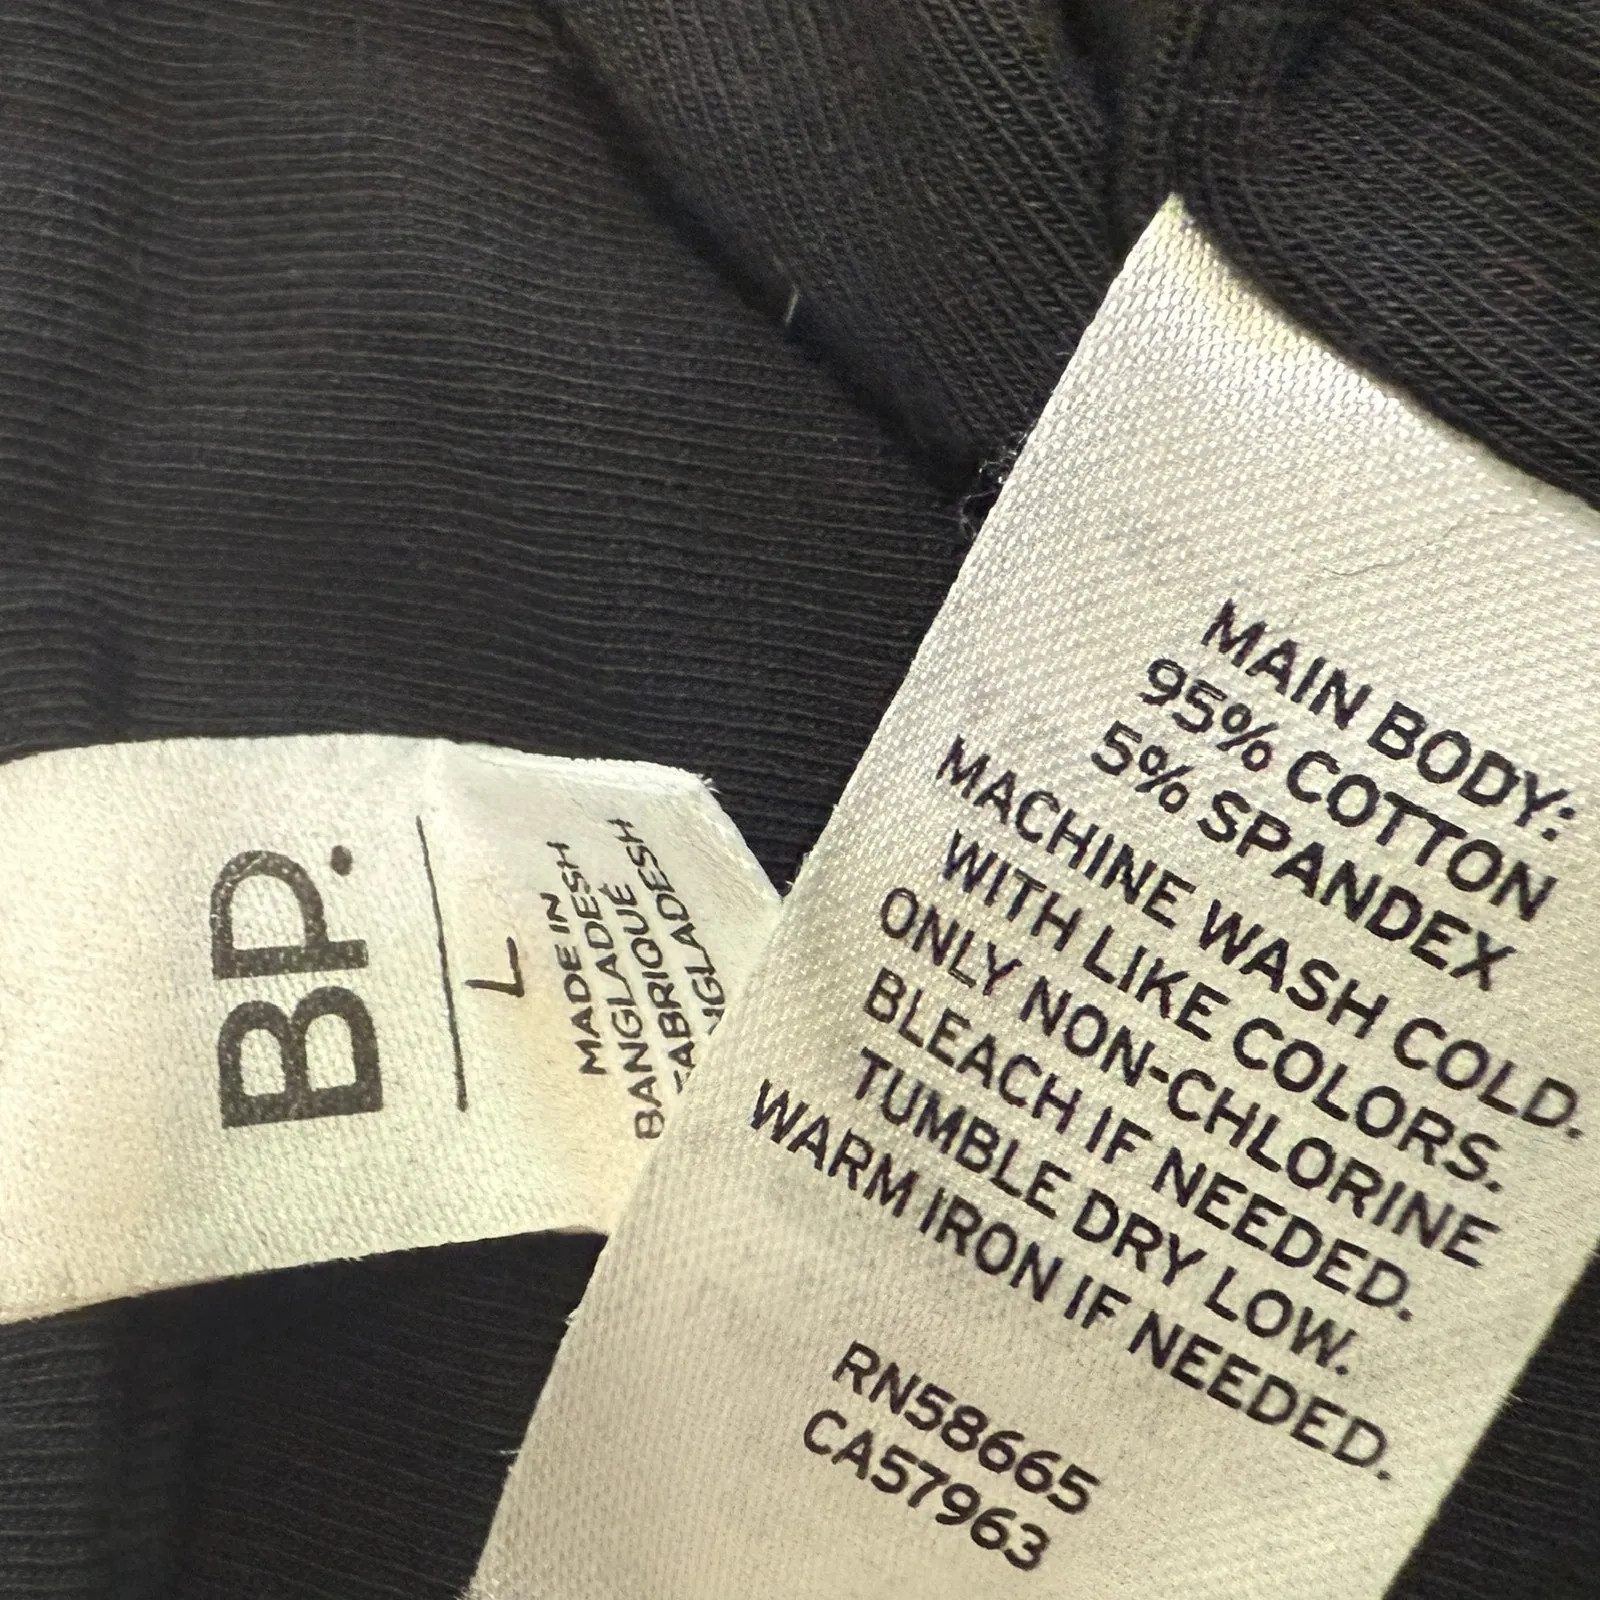 BP.
L
MADE IN
BANGLADESH
FABRIQUÉ
MAIN BODY:
95% COTTON
5% SPANDEX
MACHINE WASH COLD.
WITH LIKE COLORS.
ONLY NON-CHLORINE
BLEACH IF NEEDED.
TUMBLE DRY LOW.
WARM IRON IF NEEDED.
RN58665
CA57963